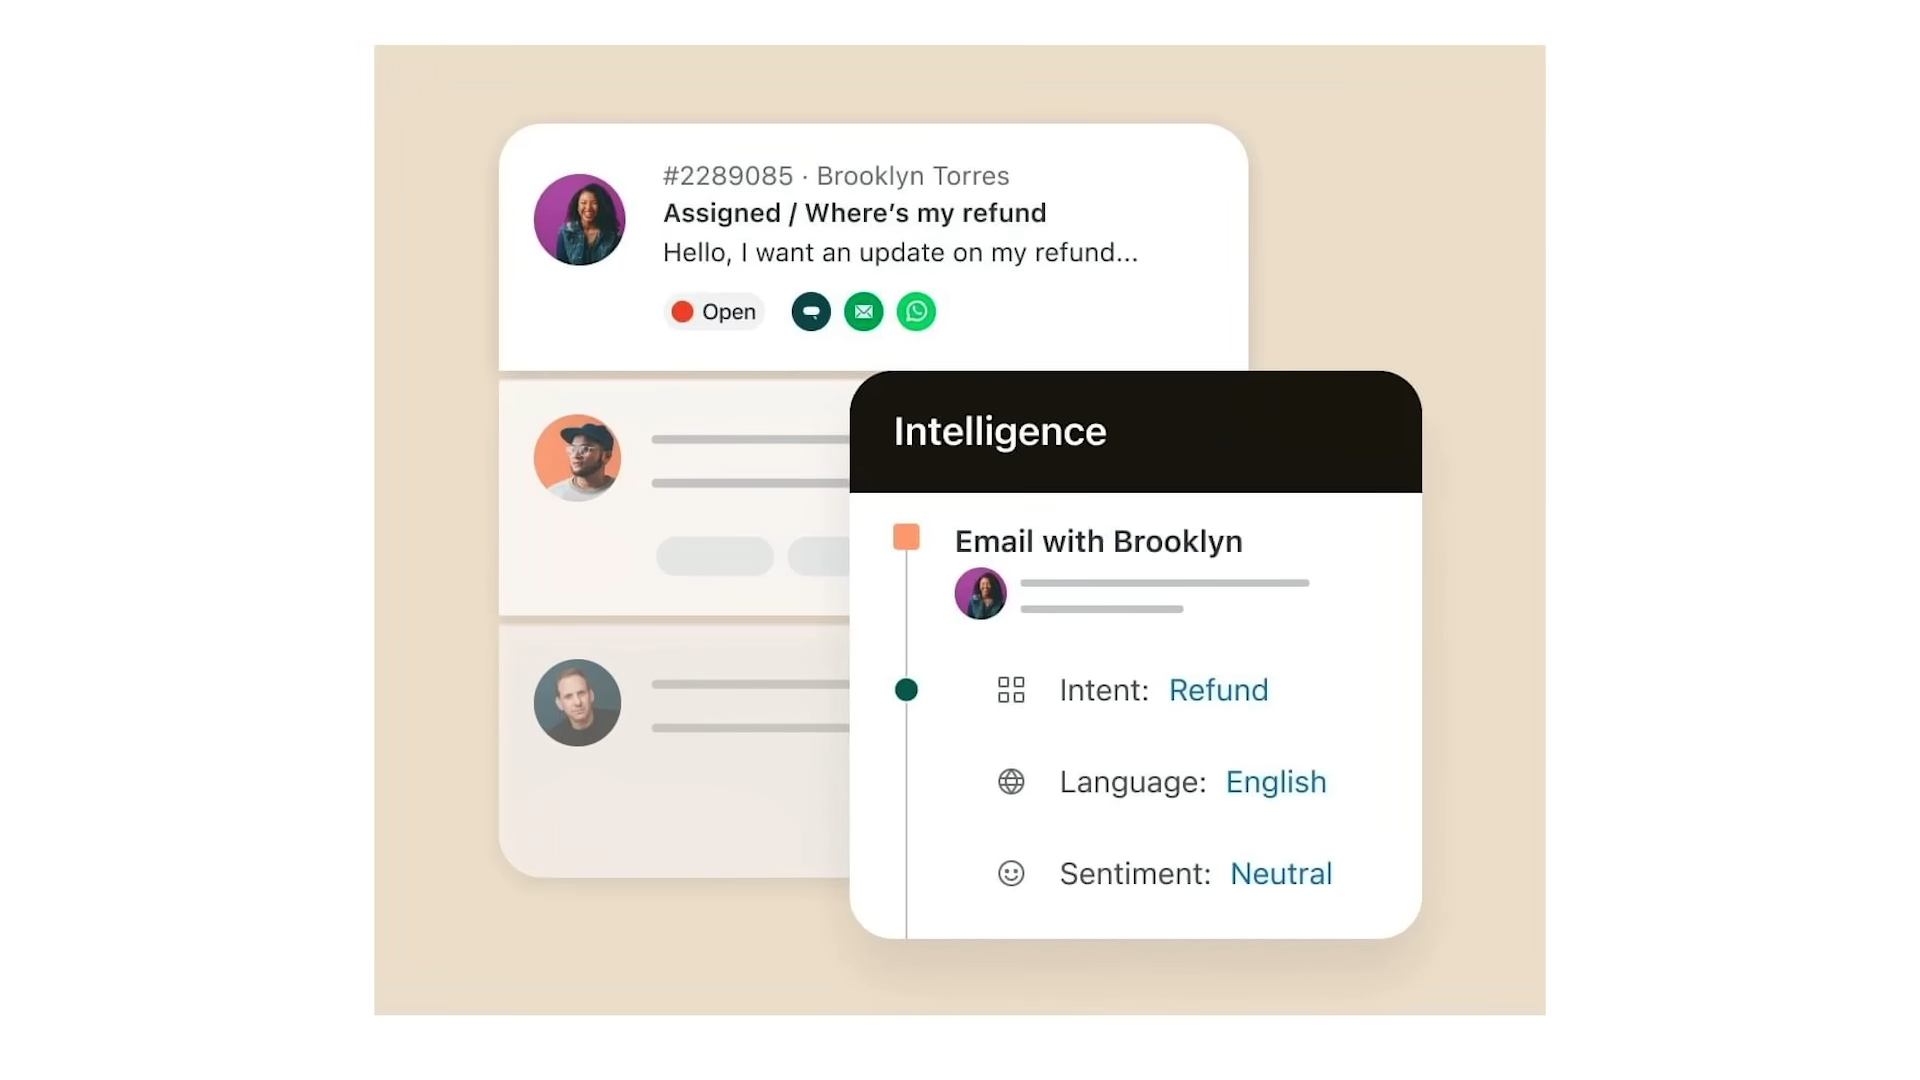 #2289085 · Brooklyn Torres
Assigned / Where’s my refund
Hello, I want an update on my refund...
Open
Intelligence
Email with Brooklyn
Intent: Refund
Language: English
Sentiment: Neutral